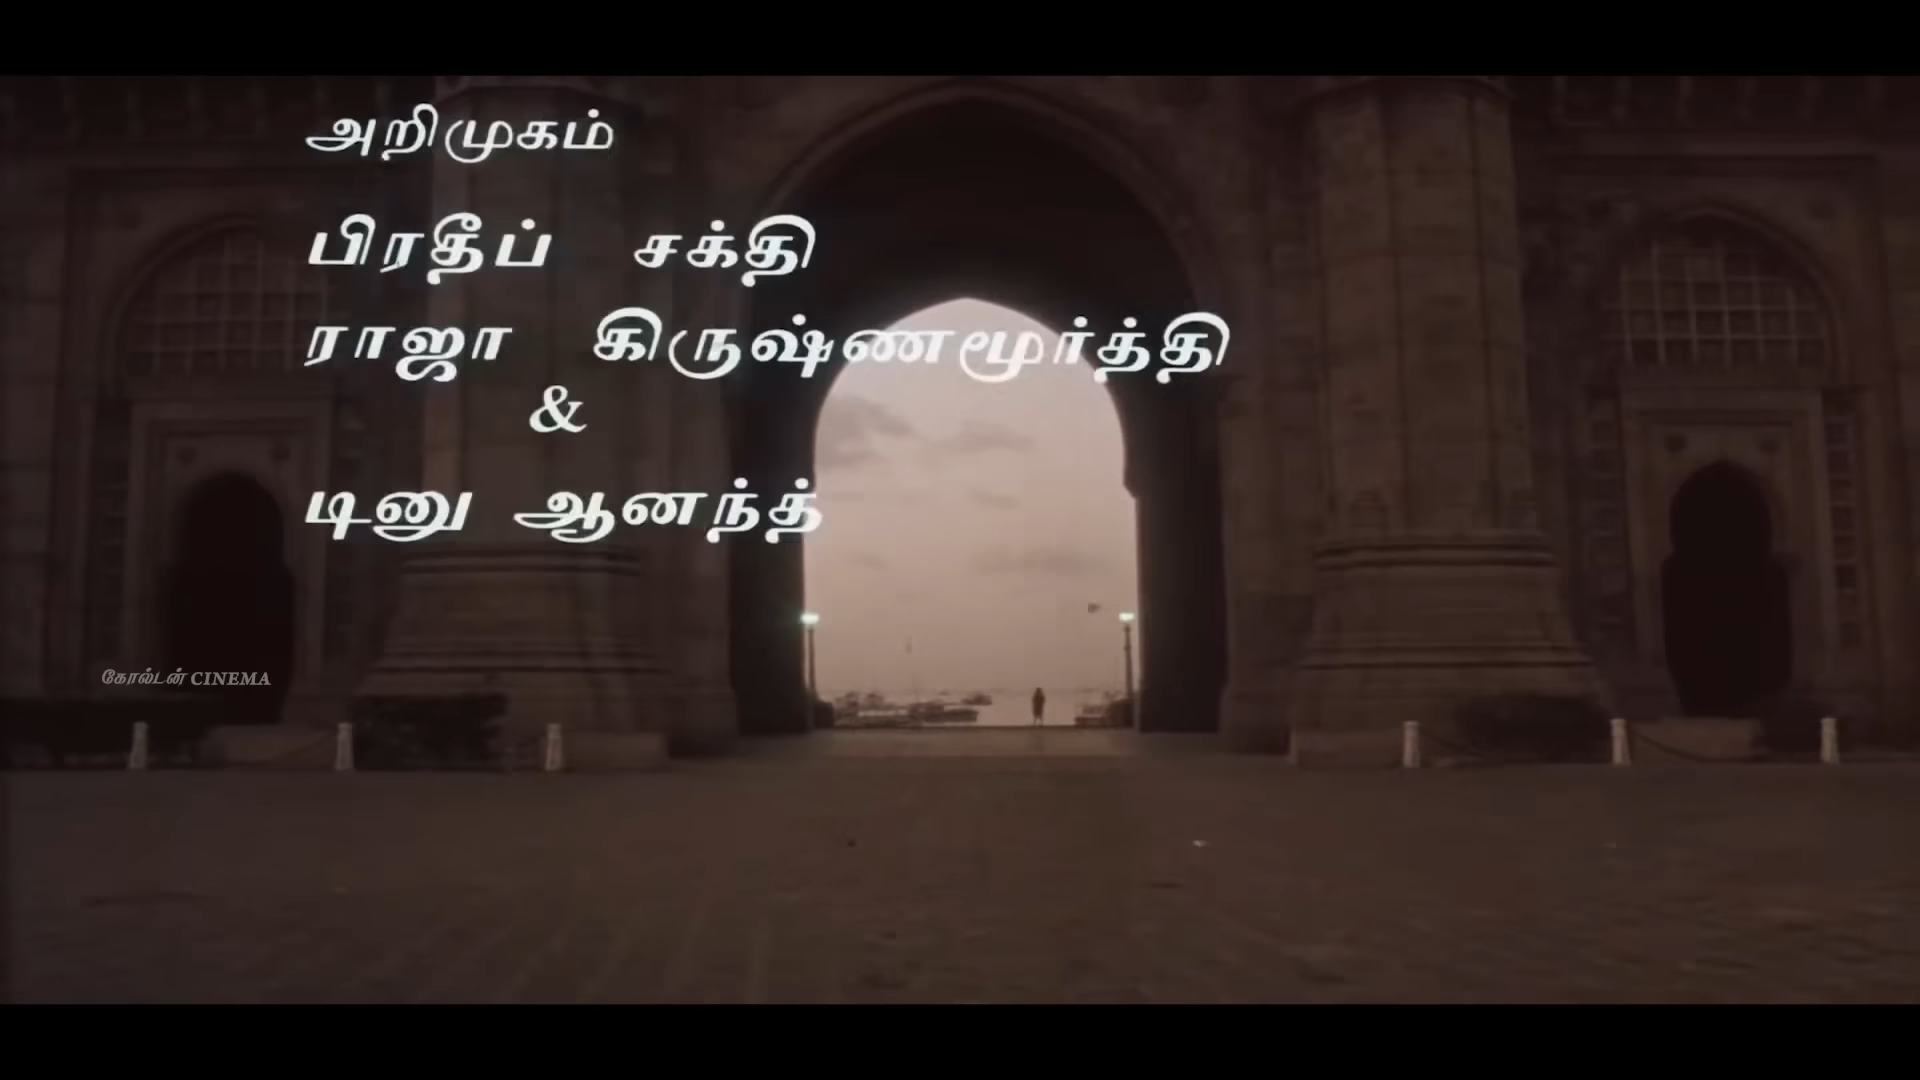 அறிமுகம்
பிரதீப் சக்தி
ராஜா கிருஷ்ணமூர்த்தி
&
டினு ஆனந்த்
கோல்டன் CINEMA